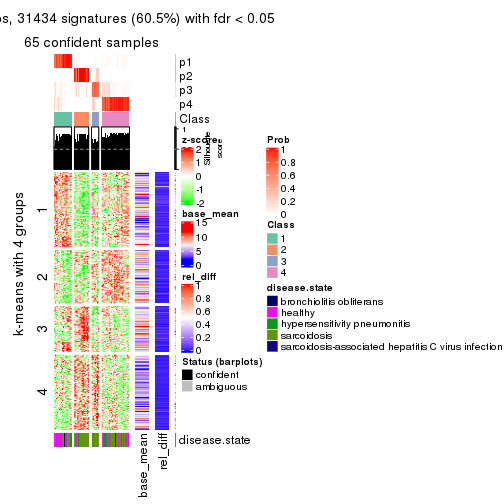 os, 31434 signatures (60.5%) with fdr < 0.05
65 confident samples
p1
p2
p3
p4
Class
1
Silhouette
score
k-means with 4 groups
1
2
3
4
base_mean
rel_diff
disease.state
z-score
2
1
0
-1
-2
base_mean
15
10
5
0
rel_diff
1
0.8
0.6
0.4
0.2
0
Status (barplots)
confident
ambiguous
Prob
1
0.8
0.6
0.4
0.2
0
Class
1
2
3
4
disease.state
bronchiolitis obliterans
healthy
hypersensitivity pneumonitis
sarcoidosis
sarcoidosis-associated hepatitis C virus infection